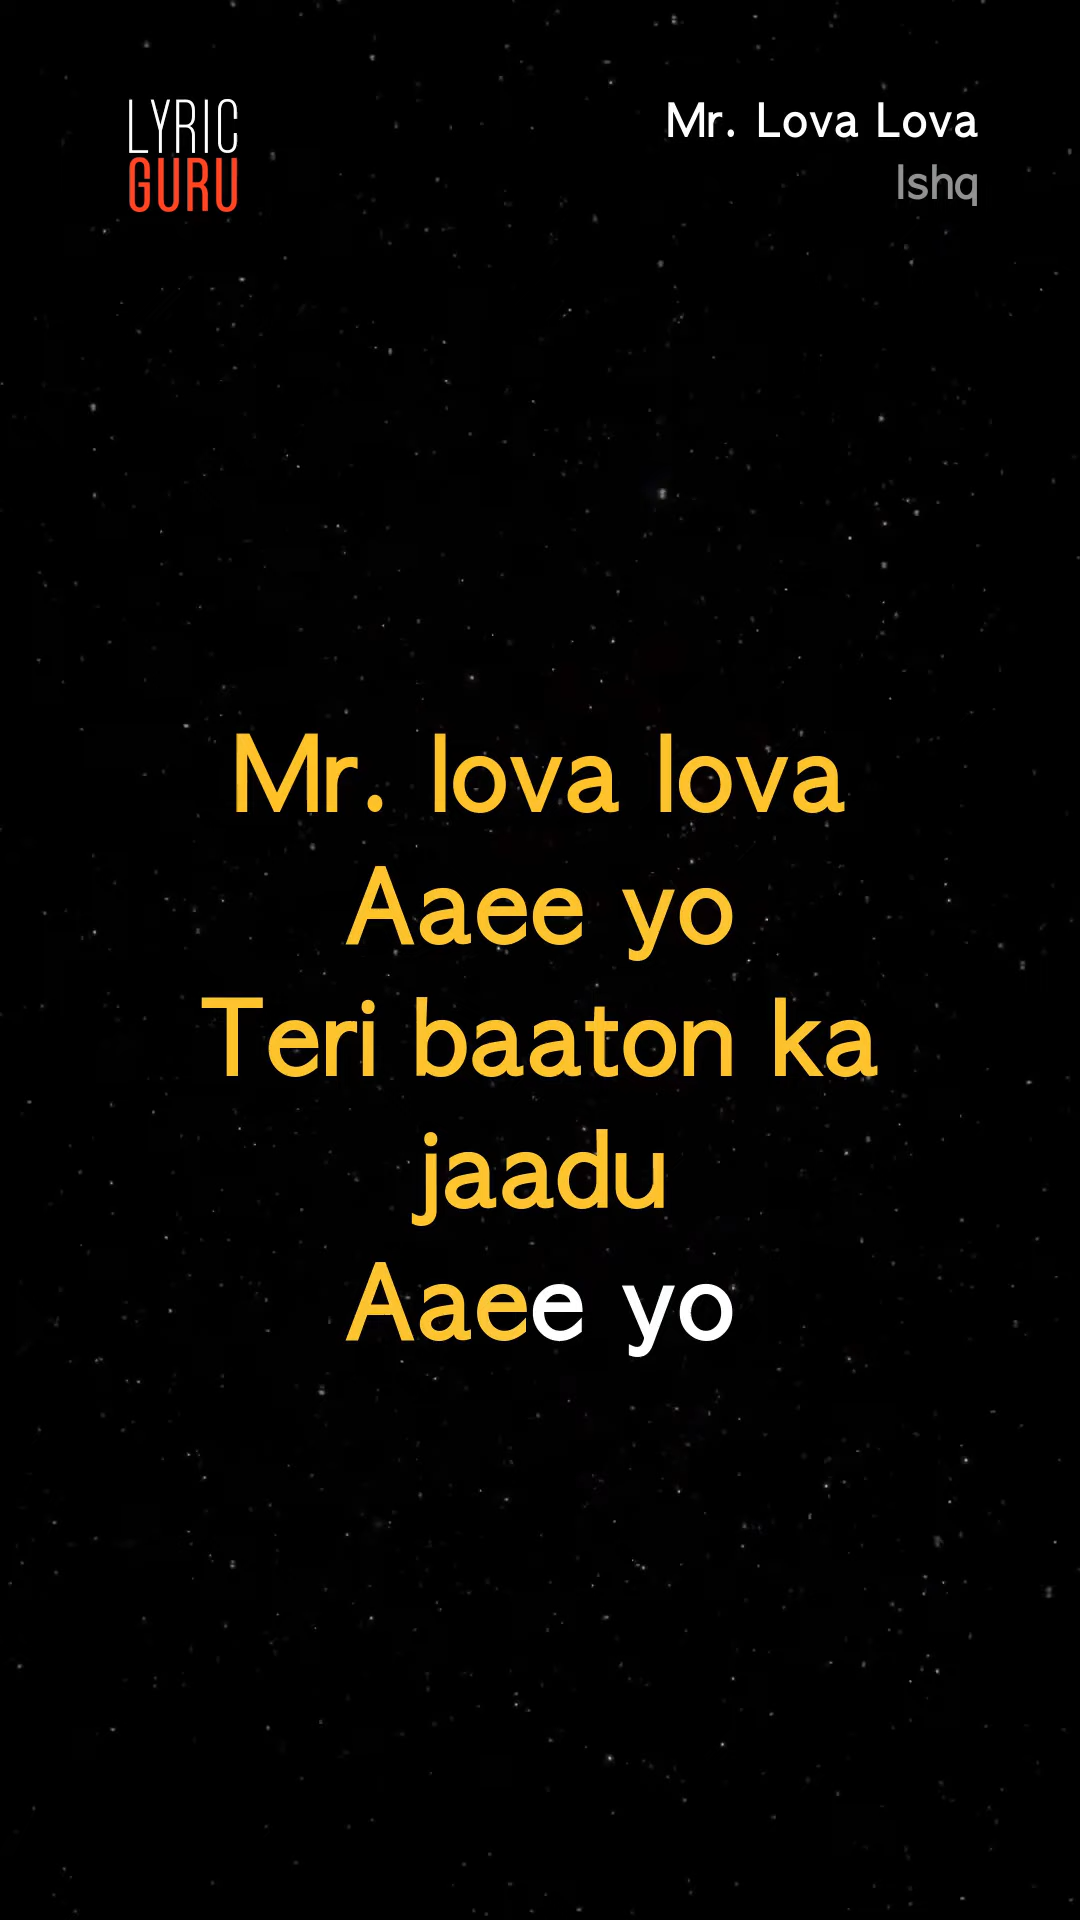 LYRIC
GURU
Mr. Lova Lova
Ishq
Mr. lova lova
Aaee yo
Teri baaton ka
jaadu
Aaee yo